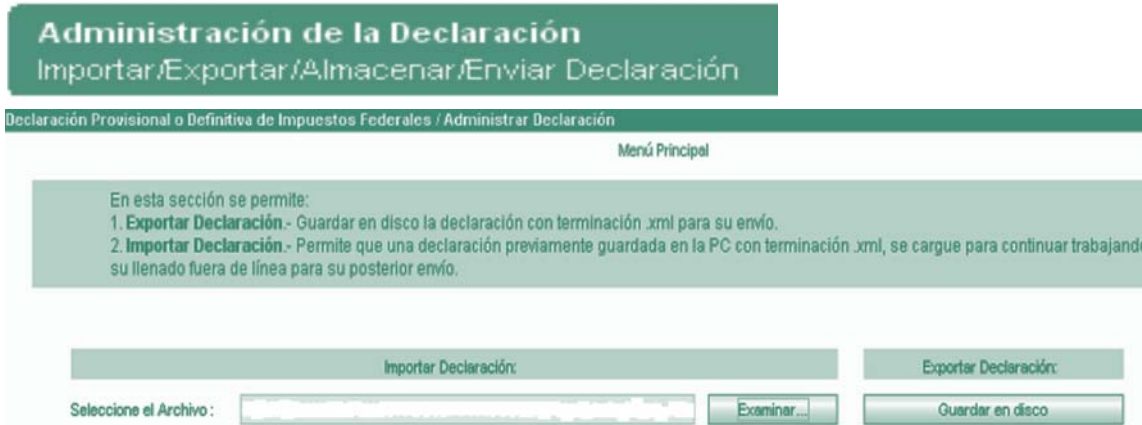 Administración de la Declaración
Importar/Exportar/Almacenar/Enviar Declaración
Declaración Provisional o Definitiva de Impuestos Federales / Administrar Declaración
Menú Principal
En esta sección se permite:
1. Exportar Declaración.- Guardar en disco la declaración con terminación .xml para su envío.
2. Importar Declaración.- Permite que una declaración previamente guardada en la PC con terminación .xml, se cargue para continuar trabajando
su llenado fuera de línea para su posterior envío.
Importar Declaración: Exportar Declaración:
Seleccione el Archivo : Examinar... Guardar en disco